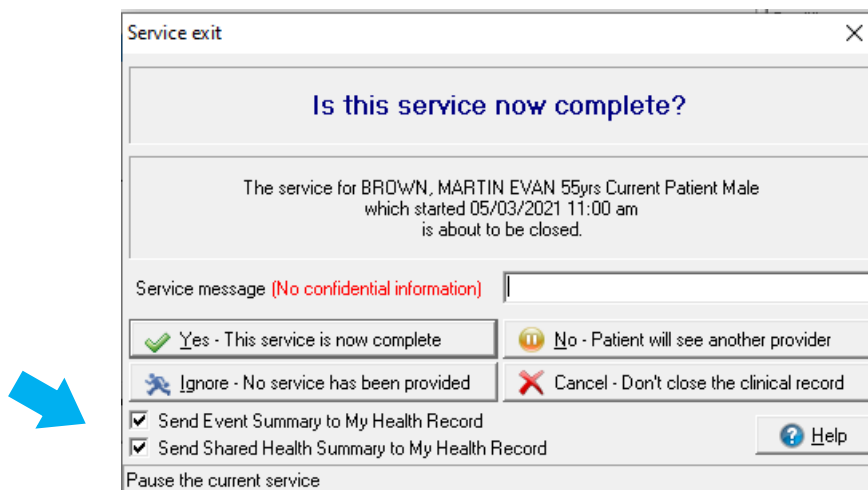 Service exit
Is this service now complete?
The service for BROWN, MARTIN EVAN 55yrs Current Patient Male
which started 05/03/2021 11:00 am
is about to be closed.
Service message (No confidential information)
Yes - This service is now complete
No - Patient will see another provider
Ignore - No service has been provided
Cancel - Don't close the clinical record
Send Event Summary to My Health Record
Send Shared Health Summary to My Health Record
Help
Pause the current service